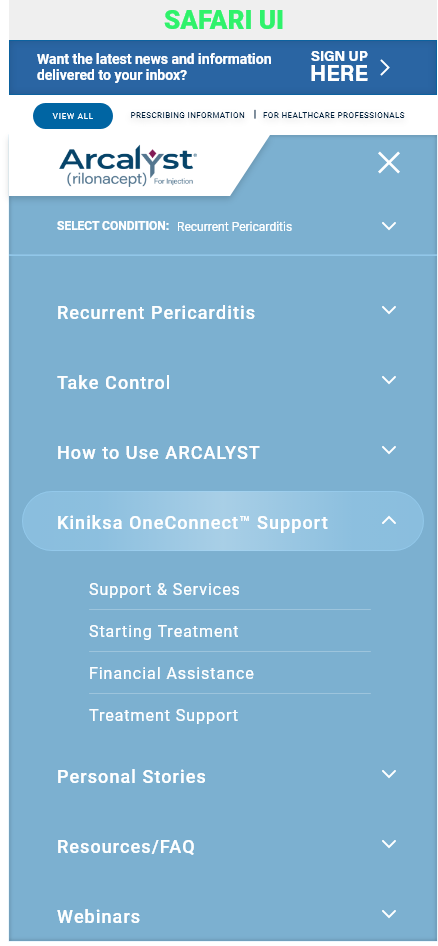 SAFARI UI
Want the latest news and information
delivered to your inbox?
SIGN UP
HERE
VIEW ALL
PRESCRIBING INFORMATION | FOR HEALTHCARE PROFESSIONALS
Arcalyst®
(rilonacept) For Injection
SELECT CONDITION: Recurrent Pericarditis
Recurrent Pericarditis
Take Control
How to Use ARCALYST
Kiniksa OneConnect™ Support
Support & Services
Starting Treatment
Financial Assistance
Treatment Support
Personal Stories
Resources/FAQ
Webinars